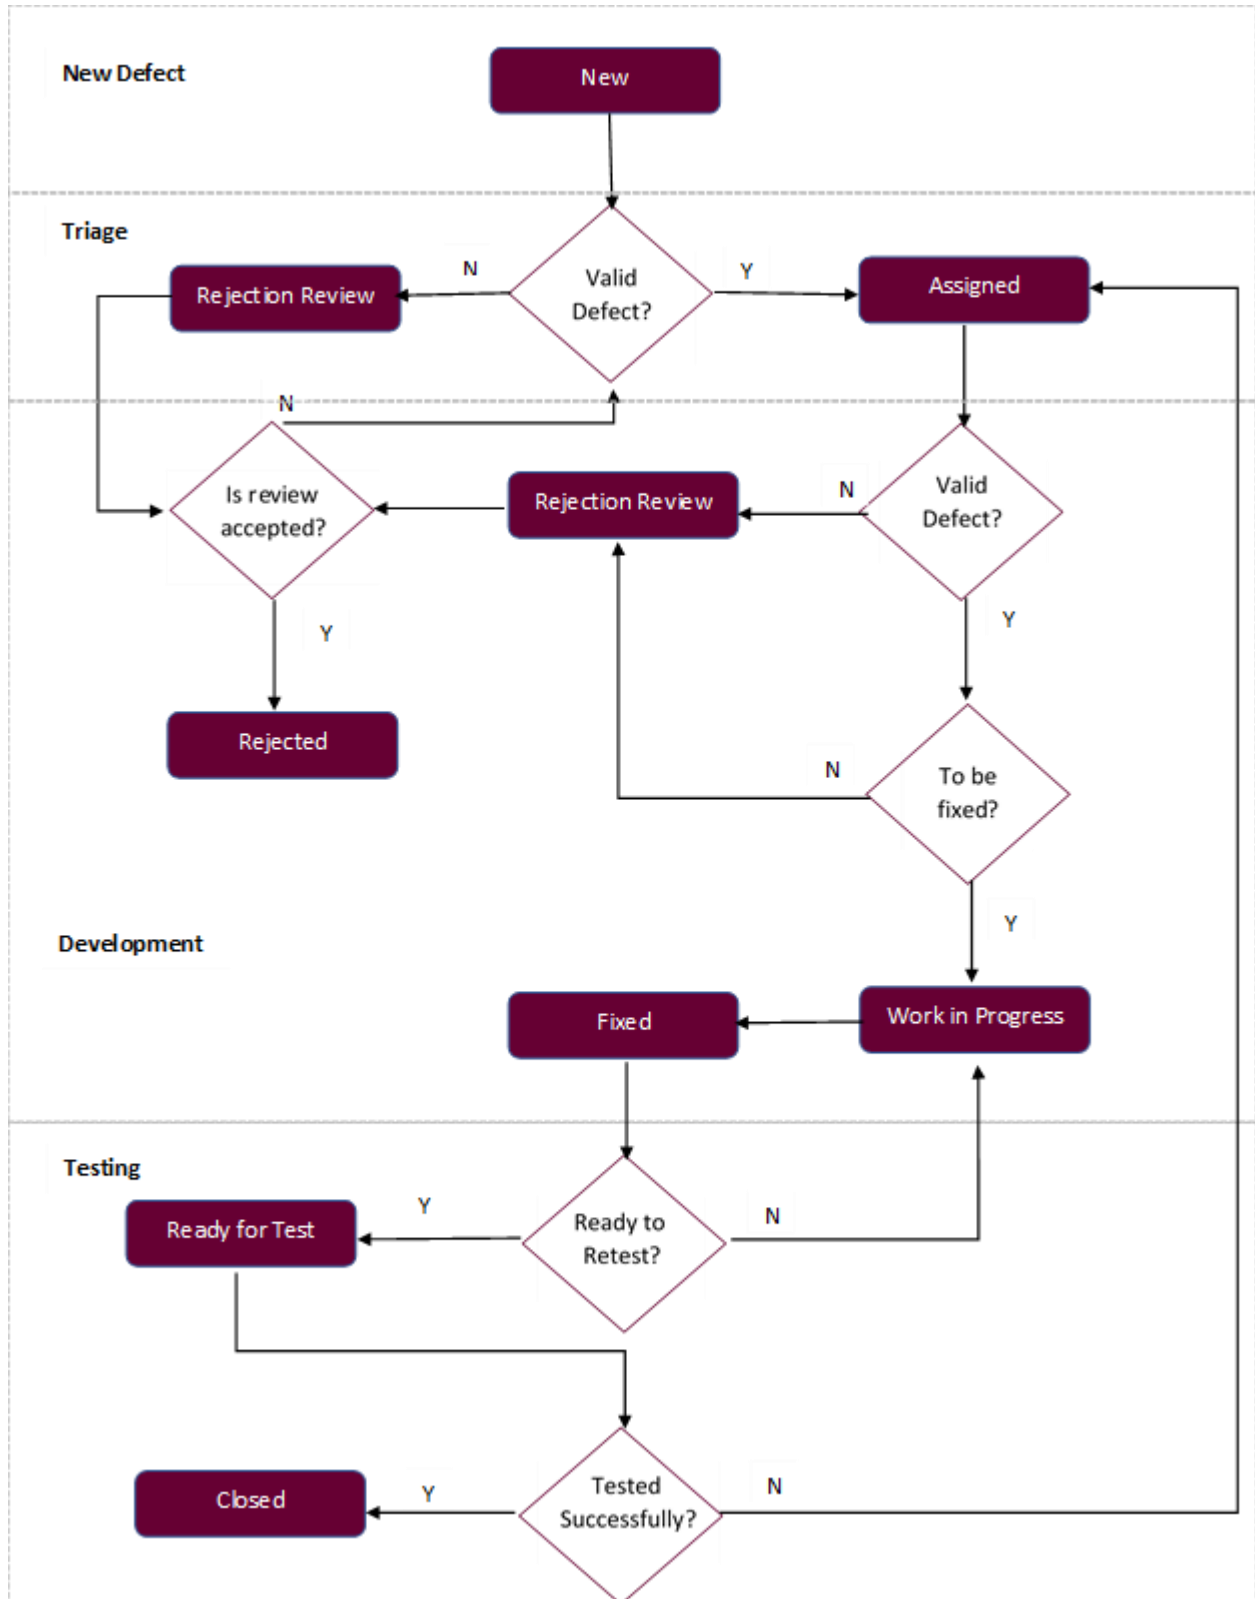 New Defect
New
Triage
N
Y
Rejection Review
Valid
Defect?
Assigned
N
Is review
accepted?
Rejection Review
N
Valid
Defect?
Y
Y
Rejected
N
To be
fixed?
Y
Development
Fixed
Work in Progress
Testing
Ready for Test
Y
Ready to
Retest?
N
Closed
Y
Tested
Successfully?
N